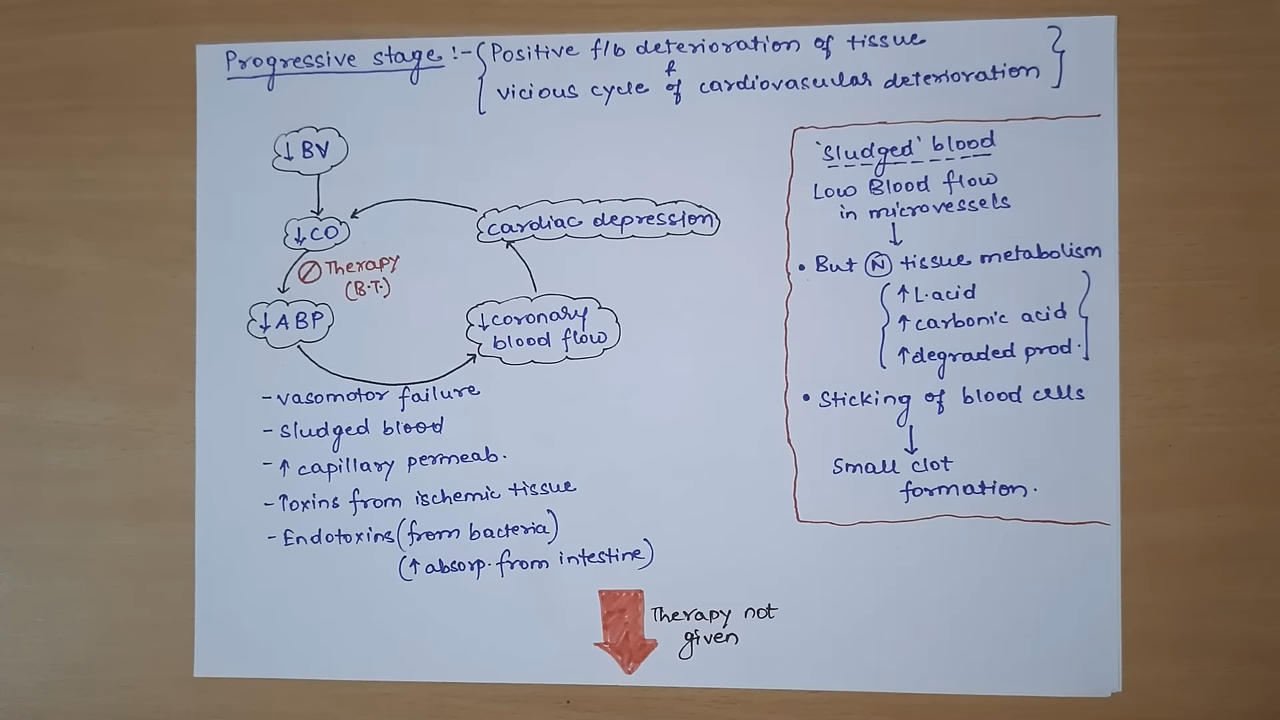 Progressive stage :- { Positive f/b deterioration of tissue
&
vicious cycle of cardiovascular deterioration }
↓ BV
↓ CO
⊘ Therapy
(B.T.)
↓ ABP
cardiac depression
↓ coronary
blood flow
- vasomotor failure
- sludged blood
- ↑ capillary permeab.
- Toxins from ischemic tissue
- Endotoxins (from bacteria)
(↑ absorp. from intestine)
Therapy not
given
'Sludged' blood
Low Blood flow
in microvessels
↓
• But Ⓝ tissue metabolism
↑ L.acid
↑ carbonic acid
↑ degraded prod.
• Sticking of blood cells
↓
Small clot
formation.